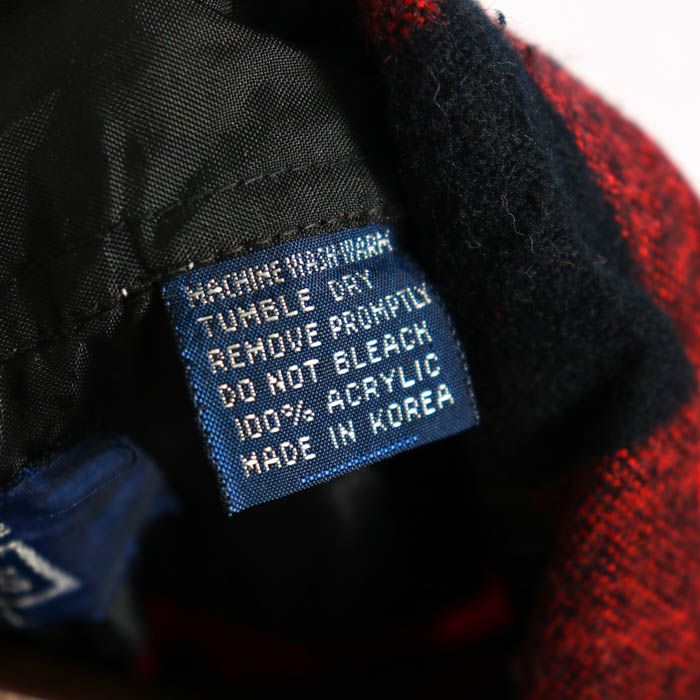 MACHINE WASH WARM
TUMBLE DRY
REMOVE PROMPTLY
DO NOT BLEACH
100% ACRYLIC
MADE IN KOREA